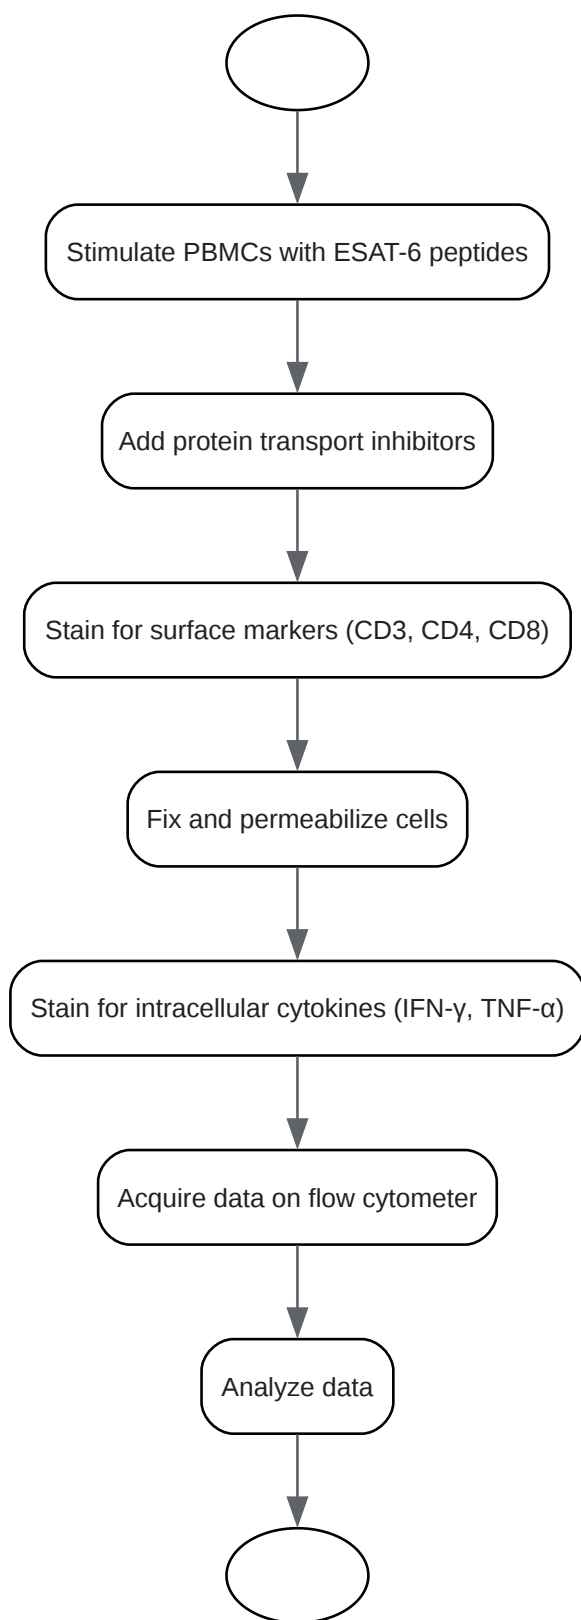 Stimulate PBMCs with ESAT-6 peptides
Add protein transport inhibitors
Stain for surface markers (CD3, CD4, CD8)
Fix and permeabilize cells
Stain for intracellular cytokines (IFN-γ, TNF-α)
Acquire data on flow cytometer
Analyze data